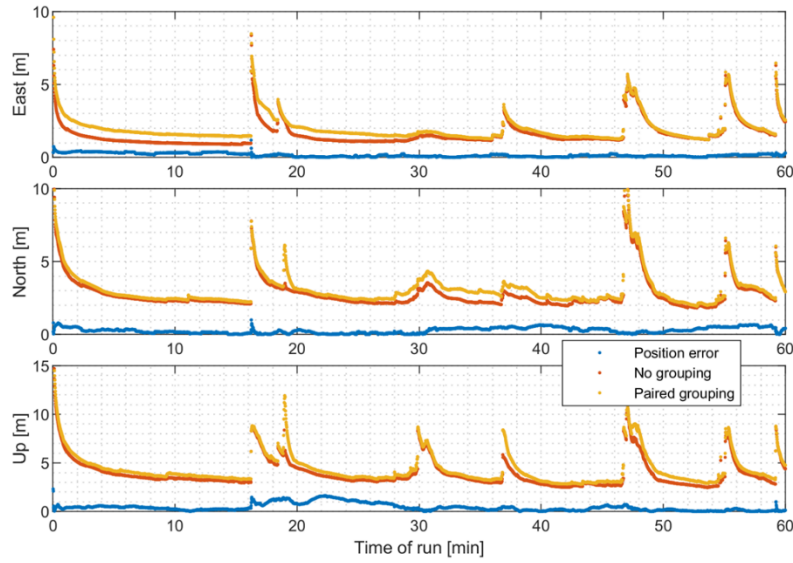 10
5
0
East [m]
0 10 20 30 40 50 60
10
5
0
North [m]
0 10 20 30 40 50 60
15
10
5
0
Up [m]
0 10 20 30 40 50 60
Position error
No grouping
Paired grouping
Time of run [min]